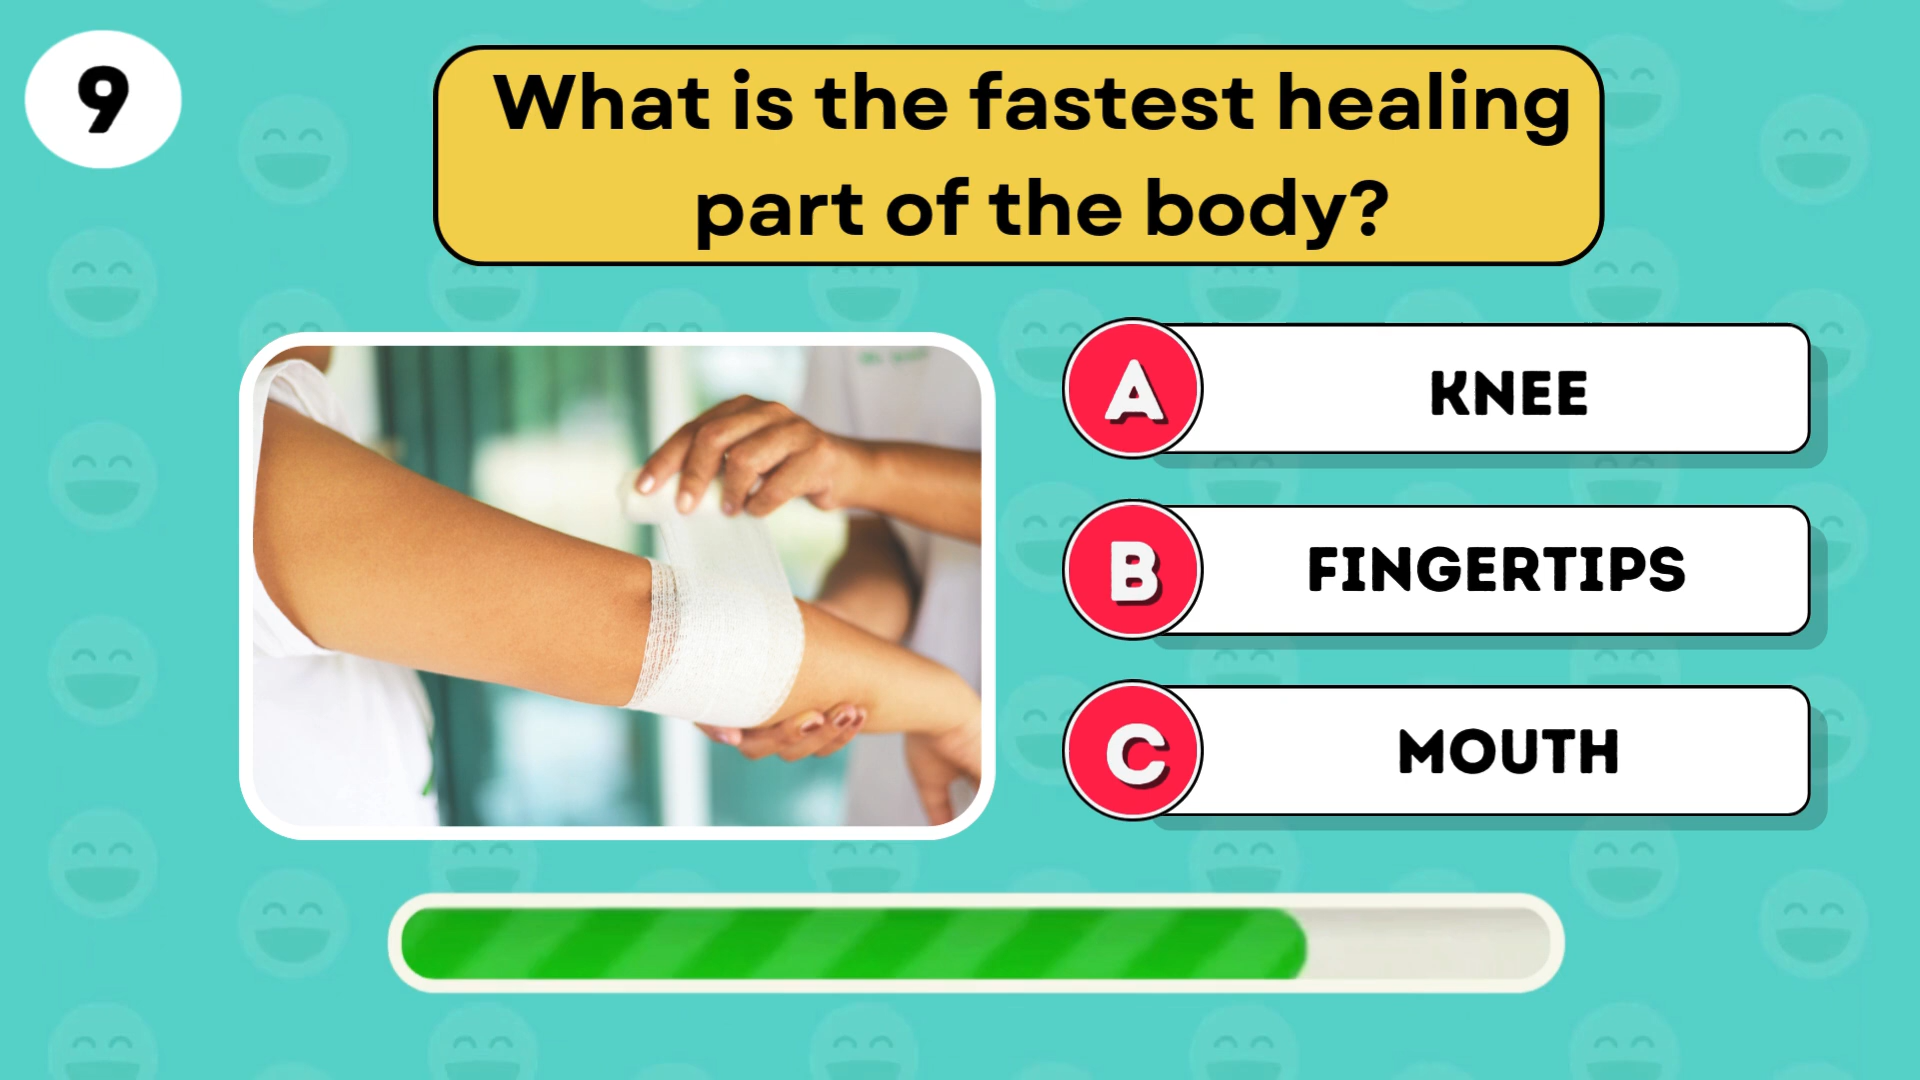 9
What is the fastest healing
part of the body?
A KNEE
B FINGERTIPS
C MOUTH